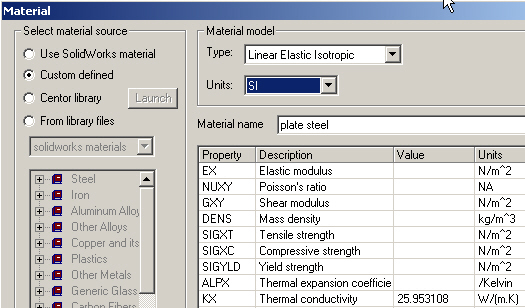 Material
Select material source
Use SolidWorks material
Custom defined
Centor library
Launch
From library files
solidworks materials
Steel
Iron
Aluminum Alloy
Other Alloys
Copper and its
Plastics
Other Metals
Generic Glass
Carbon Fibers
Material model
Type: Linear Elastic Isotropic
Units: SI
Material name plate steel
Property Description Value Units
EX Elastic modulus N/m^2
NUXY Poisson's ratio NA
GXY Shear modulus N/m^2
DENS Mass density kg/m^3
SIGXT Tensile strength N/m^2
SIGXC Compressive strength N/m^2
SIGYLD Yield strength N/m^2
ALPX Thermal expansion coefficie /Kelvin
KX Thermal conductivity 25.953108 W/(m.K)